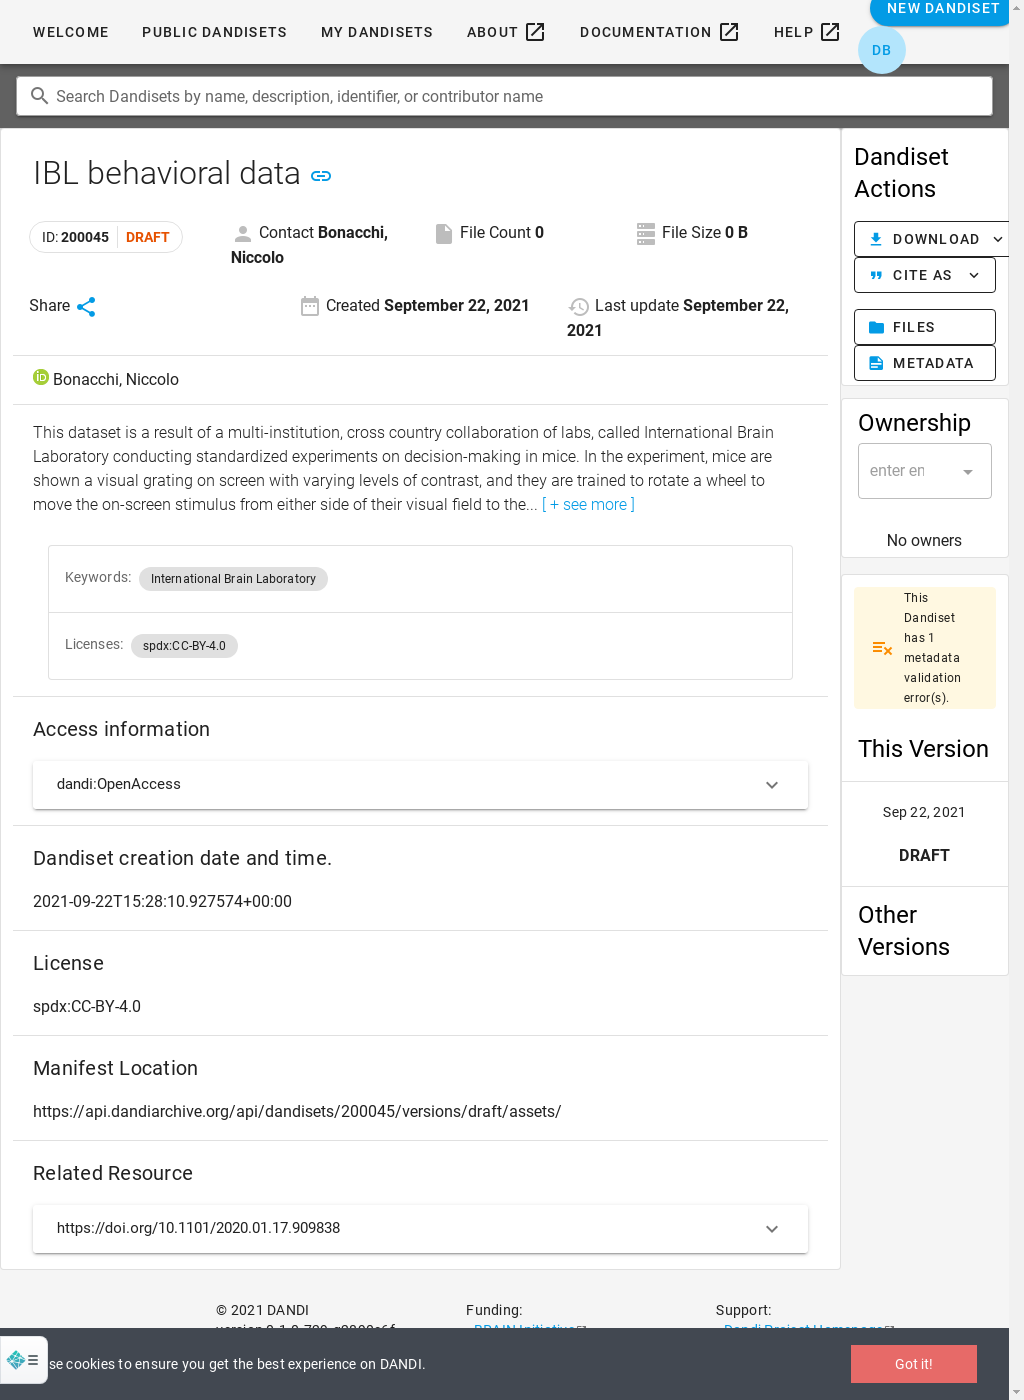 WELCOME PUBLIC DANDISETS MY DANDISETS ABOUT DOCUMENTATION HELP NEW DANDISET
DB
Search Dandisets by name, description, identifier, or contributor name
IBL behavioral data
ID: 200045 DRAFT
Contact Bonacchi,
Niccolo
File Count 0
File Size 0 B
Share
Created September 22, 2021
Last update September 22,
2021
Bonacchi, Niccolo
This dataset is a result of a multi-institution, cross country collaboration of labs, called International Brain
Laboratory conducting standardized experiments on decision-making in mice. In the experiment, mice are
shown a visual grating on screen with varying levels of contrast, and they are trained to rotate a wheel to
move the on-screen stimulus from either side of their visual field to the... [ + see more ]
Keywords: International Brain Laboratory
Licenses: spdx:CC-BY-4.0
Access information
dandi:OpenAccess
Dandiset creation date and time.
2021-09-22T15:28:10.927574+00:00
License
spdx:CC-BY-4.0
Manifest Location
https://api.dandiarchive.org/api/dandisets/200045/versions/draft/assets/
Related Resource
https://doi.org/10.1101/2020.01.17.909838
Dandiset
Actions
DOWNLOAD
CITE AS
FILES
METADATA
Ownership
enter em
No owners
This
Dandiset
has 1
metadata
validation
error(s).
This Version
Sep 22, 2021
DRAFT
Other
Versions
© 2021 DANDI
Funding:
BRAIN Initiative
Support:
Dandi Project Homepage
se cookies to ensure you get the best experience on DANDI.
Got it!